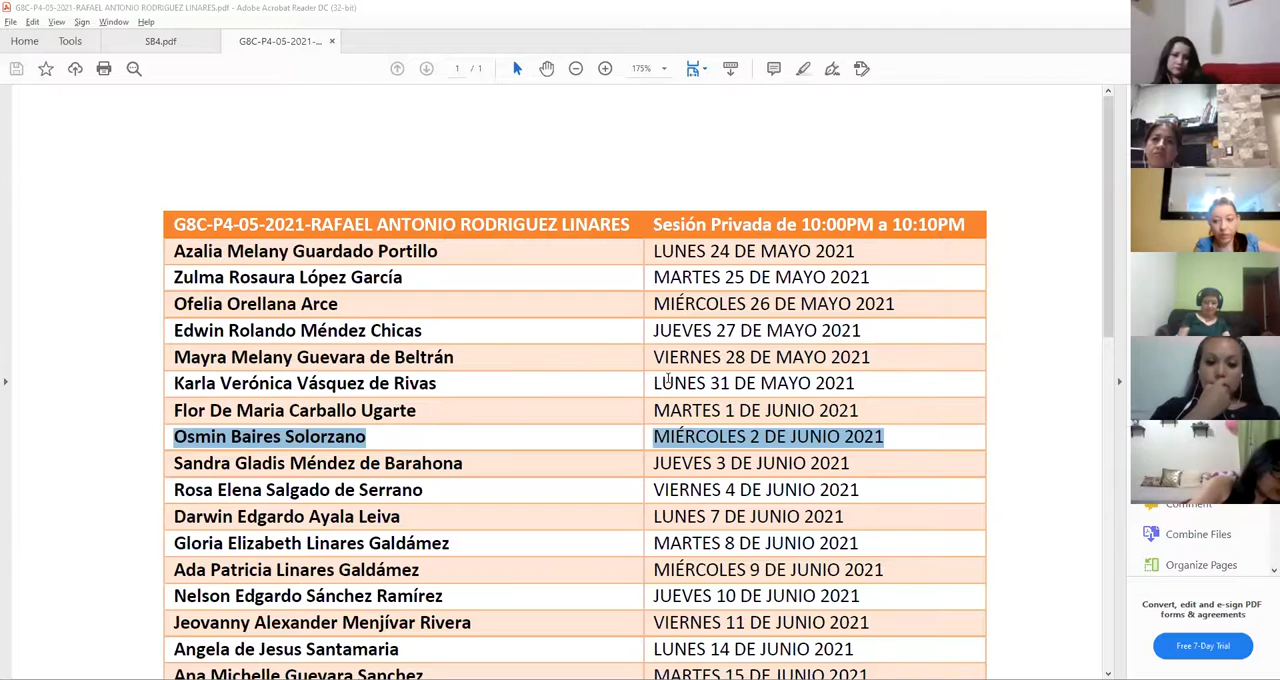 G8C-P4-05-2021-RAFAEL ANTONIO RODRIGUEZ LINARES.pdf - Adobe Acrobat Reader DC (32-bit)
File Edit View Sign Window Help
Home Tools SB4.pdf G8C-P4-05-2021-... ×
1 / 1 175%
G8C-P4-05-2021-RAFAEL ANTONIO RODRIGUEZ LINARES Sesión Privada de 10:00PM a 10:10PM
Azalia Melany Guardado Portillo LUNES 24 DE MAYO 2021
Zulma Rosaura López García MARTES 25 DE MAYO 2021
Ofelia Orellana Arce MIÉRCOLES 26 DE MAYO 2021
Edwin Rolando Méndez Chicas JUEVES 27 DE MAYO 2021
Mayra Melany Guevara de Beltrán VIERNES 28 DE MAYO 2021
Karla Verónica Vásquez de Rivas LUNES 31 DE MAYO 2021
Flor De Maria Carballo Ugarte MARTES 1 DE JUNIO 2021
Osmin Baires Solorzano MIÉRCOLES 2 DE JUNIO 2021
Sandra Gladis Méndez de Barahona JUEVES 3 DE JUNIO 2021
Rosa Elena Salgado de Serrano VIERNES 4 DE JUNIO 2021
Darwin Edgardo Ayala Leiva LUNES 7 DE JUNIO 2021
Gloria Elizabeth Linares Galdámez MARTES 8 DE JUNIO 2021
Ada Patricia Linares Galdámez MIÉRCOLES 9 DE JUNIO 2021
Nelson Edgardo Sánchez Ramírez JUEVES 10 DE JUNIO 2021
Jeovanny Alexander Menjívar Rivera VIERNES 11 DE JUNIO 2021
Angela de Jesus Santamaria LUNES 14 DE JUNIO 2021
Ana Michelle Guevara Sanchez MARTES 15 DE JUNIO 2021
Comment
Combine Files
Organize Pages
Convert, edit and e-sign PDF
forms & agreements
Free 7-Day Trial